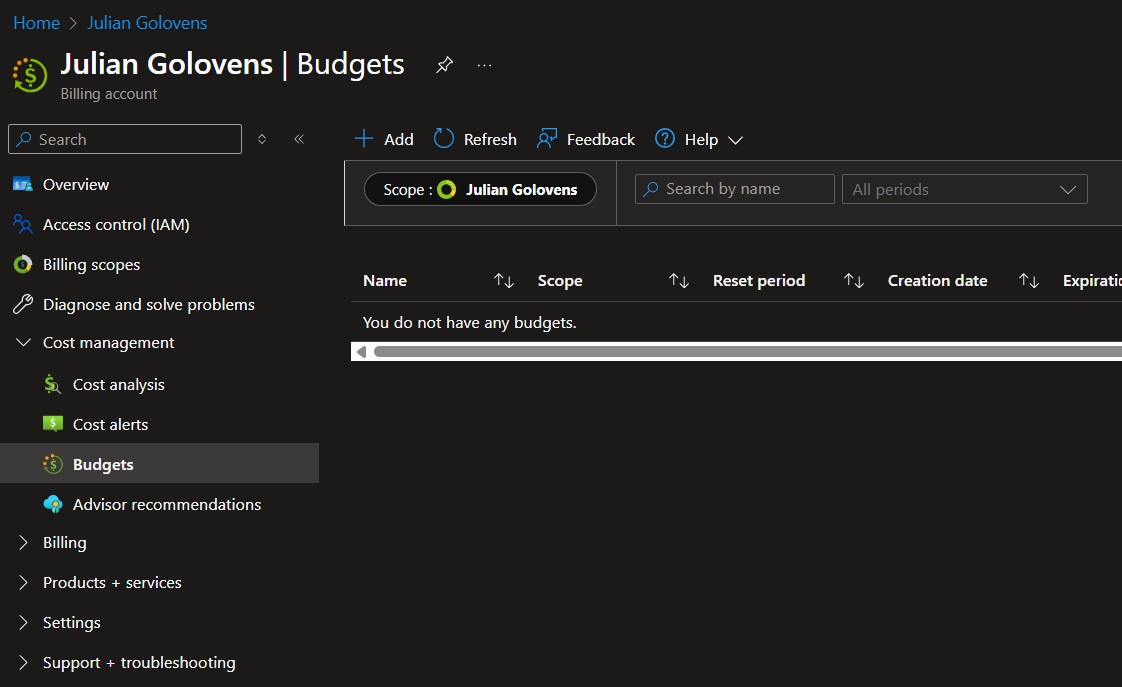 Home > Julian Golovens
Julian Golovens | Budgets ...
Billing account
Search
Add Refresh Feedback Help
Scope : Julian Golovens Search by name All periods
Overview
Access control (IAM)
Billing scopes
Diagnose and solve problems
Cost management
Cost analysis
Cost alerts
Budgets
Advisor recommendations
Billing
Products + services
Settings
Support + troubleshooting
Name Scope Reset period Creation date
You do not have any budgets.